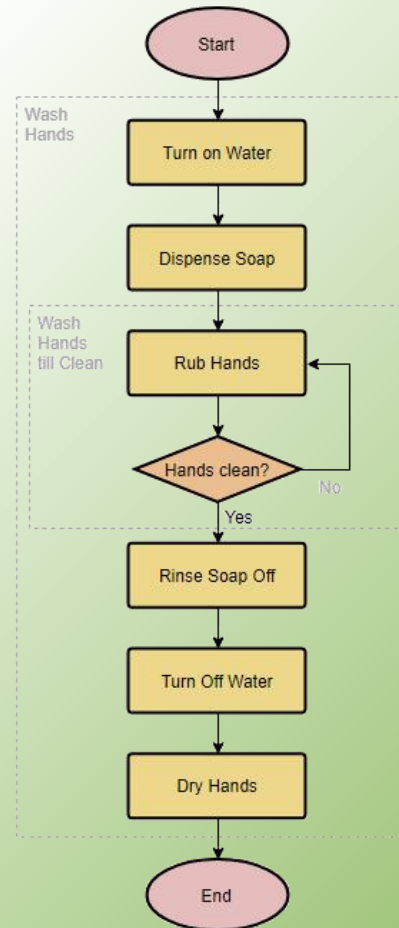 Start
Wash
Hands
Turn on Water
Dispense Soap
Wash
Hands
till Clean
Rub Hands
Hands clean?
No
Yes
Rinse Soap Off
Turn Off Water
Dry Hands
End